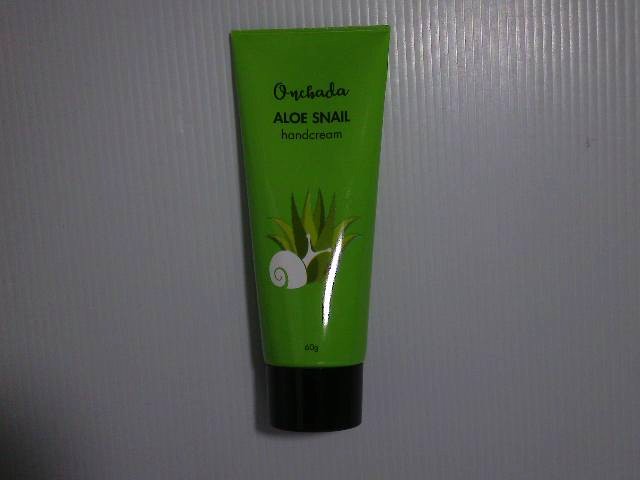 Onchada
ALOE SNAIL
handcream
60g